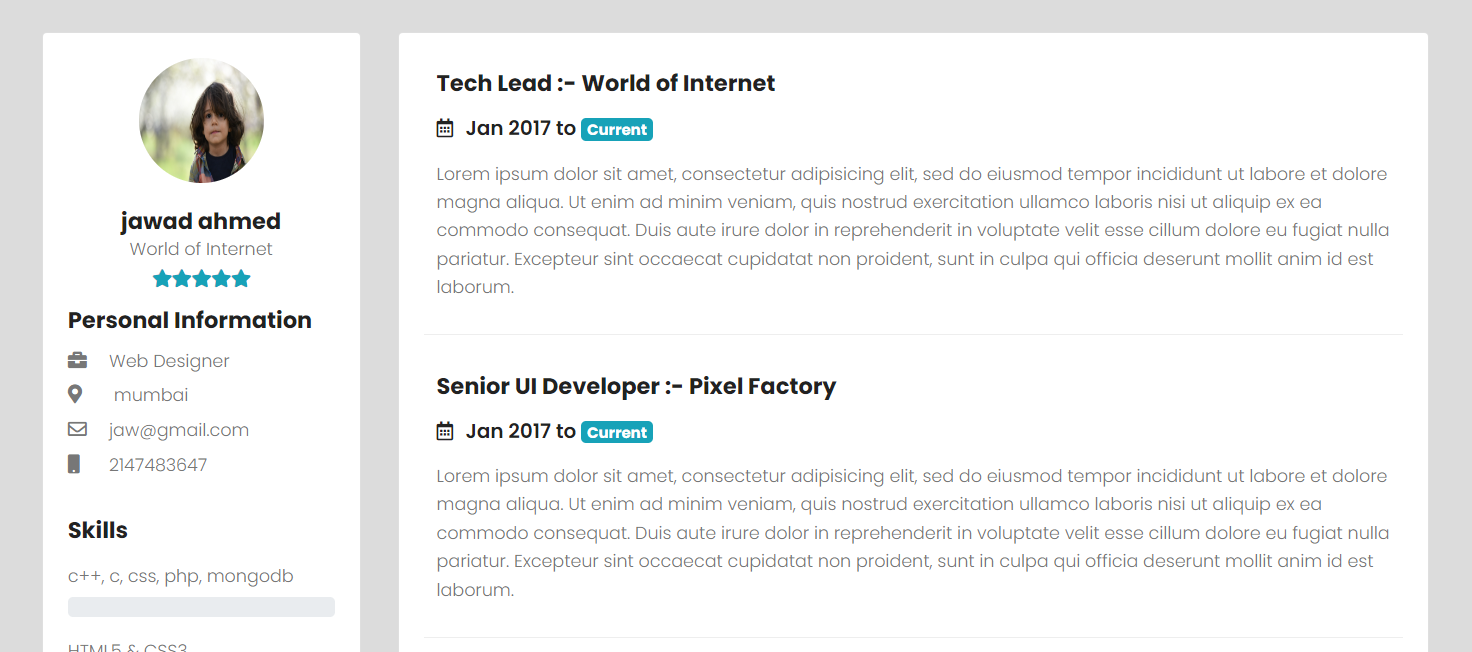 jawad ahmed
World of Internet
Personal Information
Web Designer
mumbai
jaw@gmail.com
2147483647
Skills
c++, c, css, php, mongodb
HTML5 & CSS3
Tech Lead :- World of Internet
Jan 2017 to Current
Lorem ipsum dolor sit amet, consectetur adipisicing elit, sed do eiusmod tempor incididunt ut labore et dolore
magna aliqua. Ut enim ad minim veniam, quis nostrud exercitation ullamco laboris nisi ut aliquip ex ea
commodo consequat. Duis aute irure dolor in reprehenderit in voluptate velit esse cillum dolore eu fugiat nulla
pariatur. Excepteur sint occaecat cupidatat non proident, sunt in culpa qui officia deserunt mollit anim id est
laborum.
Senior UI Developer :- Pixel Factory
Jan 2017 to Current
Lorem ipsum dolor sit amet, consectetur adipisicing elit, sed do eiusmod tempor incididunt ut labore et dolore
magna aliqua. Ut enim ad minim veniam, quis nostrud exercitation ullamco laboris nisi ut aliquip ex ea
commodo consequat. Duis aute irure dolor in reprehenderit in voluptate velit esse cillum dolore eu fugiat nulla
pariatur. Excepteur sint occaecat cupidatat non proident, sunt in culpa qui officia deserunt mollit anim id est
laborum.